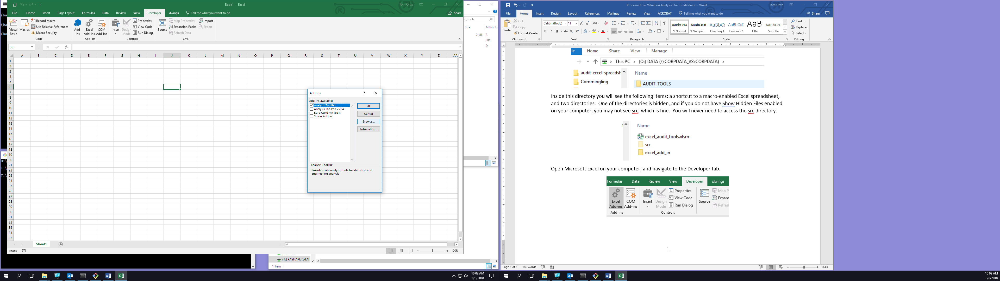 Book1 - Excel
Tom Ortiz
File Home Insert Page Layout Formulas Data Review View Developer xlwings Tell me what you want to do Share
Visual Basic
Macros
Record Macro
Use Relative References
Macro Security
Code
Add-ins
Excel Add-ins
COM Add-ins
Add-ins
Insert
Design Mode
Properties
View Code
Run Dialog
Controls
Source
Map Properties
Expansion Packs
Refresh Data
Import
Export
XML
J6
fx
A B C D E F G H I J K L M N O P Q R S T U V W X Y Z AA
1
2
3
4
5
6
7
8
9
10
11
12
13
14
15
16
17
18
19
20
21
22
23
24
25
26
27
28
29
30
31
32
33
34
35
Add-ins ?
Add-ins available:
Analysis ToolPak
Analysis ToolPak - VBA
Euro Currency Tools
Solver Add-in
OK
Cancel
Browse...
Automation...
Analysis ToolPak
Provides data analysis tools for statistical and
engineering analysis
Sheet1
Ready
100%
(ba
(ba
(ba
H:\
T:\
T:\
it_Tools
Size Attribut...
2 KB R
HD
D
(T:) PASHARE (\\EN_
1 item
10:02 AM
8/8/2018
Processed Gas Valuation Analysis User Guide.docx - Word
Tom Ortiz
File Home Insert Design Layout References Mailings Review View ACROBAT Tell me what you want to do Share
Paste
Cut
Copy
Format Painter
Clipboard
Calibri (Body) 11
Font
Paragraph
AaBbCcDc ¶ Normal
AaBbCcDc ¶ No Spac...
AaBbCc Heading 1
AaBbCcD Heading 2
AaB Title
AaBbCcD Subtitle
Styles
Find
Replace
Select
Editing
ile Home Share View Manage
This PC > (O:) DATA (\\CORPDATA_VS\CORPDATA) >
audit-excel-spreadsh
Commingling
Name
AUDIT_TOOLS
Inside this directory you will see the following items: a shortcut to a macro-enabled Excel spreadsheet,
and two directories. One of the directories is hidden, and if you do not have Show Hidden Files enabled
on your computer, you may not see src, which is fine. You will never need to access the src directory.
Name
excel_audit_tools.xlsm
src
excel_add_in
Open Microsoft Excel on your computer, and navigate to the Developer tab.
Formulas Data Review View Developer xlwings
Excel Add-ins
COM Add-ins
Add-ins
Insert
Design Mode
Properties
View Code
Run Dialog
Controls
Source
Map P
Expans
Refresh
1
Page 1 of 1 186 words
144%
10:02 AM
8/8/2018